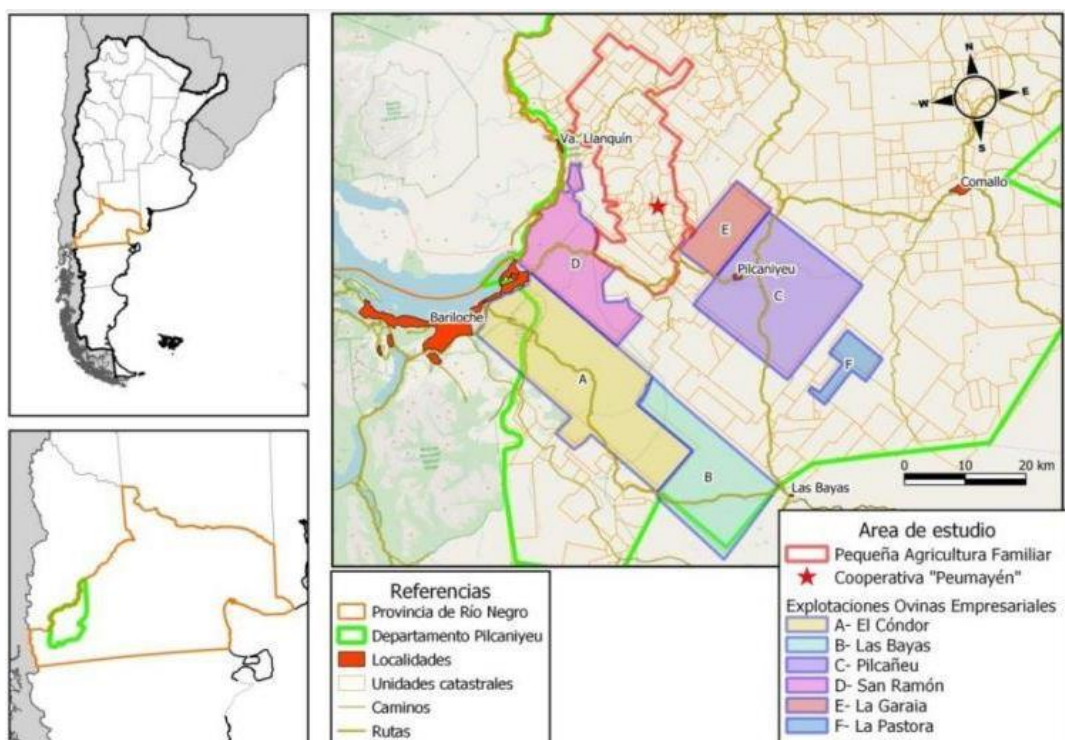 N
W
E
S
Va. Llanquín
Comallo
E
D
Pilcaniyeu
C
Bariloche
A
F
B
0 10 20 km
Las Bayas
Referencias
Provincia de Río Negro
Departamento Pilcaniyeu
Localidades
Unidades catastrales
Caminos
Rutas
Area de estudio
Pequeña Agricultura Familiar
Cooperativa "Peumayén"
Explotaciones Ovinas Empresariales
A- El Cóndor
B- Las Bayas
C- Pilcañeu
D- San Ramón
E- La Garaia
F- La Pastora